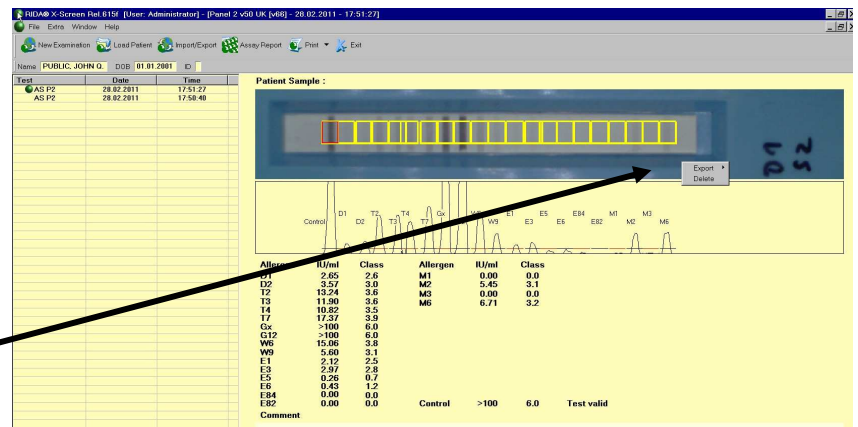 RIDA® X-Screen Rel.615f [User: Administrator] - [Panel 2 v50 UK [v66] - 28.02.2011 - 17:51:27]
File Extra Window Help
New Examination Load Patient Import/Export Assay Report Print Exit
Name PUBLIC, JOHN Q. DOB 01.01.2001 ID
Test Date Time
AS P2 28.02.2011 17:51:27
AS P2 28.02.2011 17:50:40
Patient Sample :
D1
S2
Export
Delete
Control D1 D2 T2 T3 T4 T7 Gx W9 E1 E3 E5 E6 E84 E82 M1 M2 M3 M6
Allergen IU/ml Class Allergen IU/ml Class
D1 2.65 2.6 M1 0.00 0.0
D2 3.57 3.0 M2 5.45 3.1
T2 13.24 3.6 M3 0.00 0.0
T3 11.90 3.6 M6 6.71 3.2
T4 10.82 3.5
T7 17.37 3.9
Gx >100 6.0
G12 >100 6.0
W6 15.06 3.8
W9 5.60 3.1
E1 2.12 2.5
E3 2.97 2.8
E5 0.26 0.7
E6 0.43 1.2
E84 0.00 0.0
E82 0.00 0.0 Control >100 6.0 Test valid
Comment